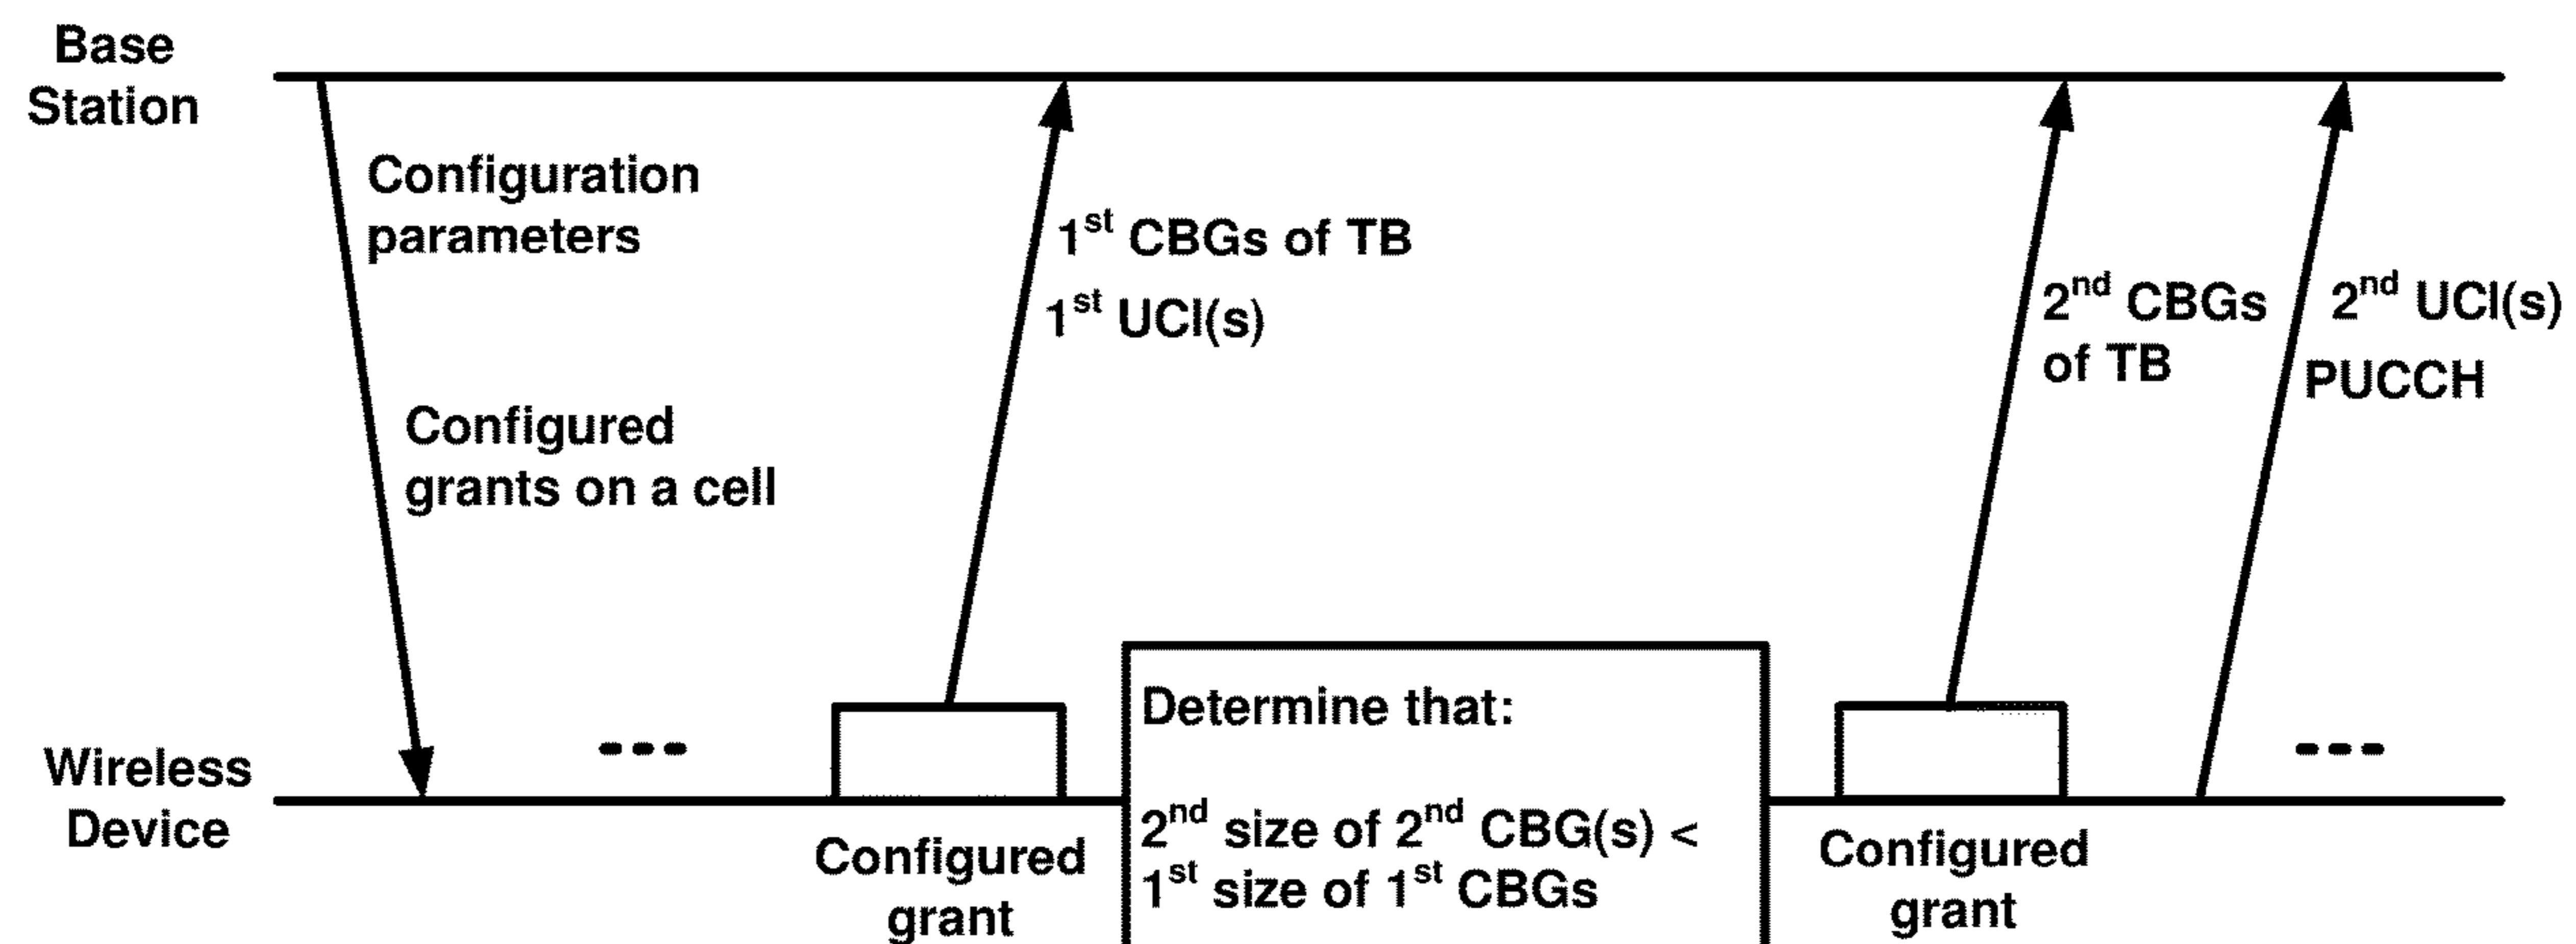 Base
Station
Configuration
parameters
Configured
grants on a cell
1st CBGs of TB
1st UCI(s)
2nd CBGs
of TB
2nd UCI(s)
PUCCH
Wireless
Device
Configured
grant
Determine that:
2nd size of 2nd CBG(s) <
1st size of 1st CBGs
Configured
grant